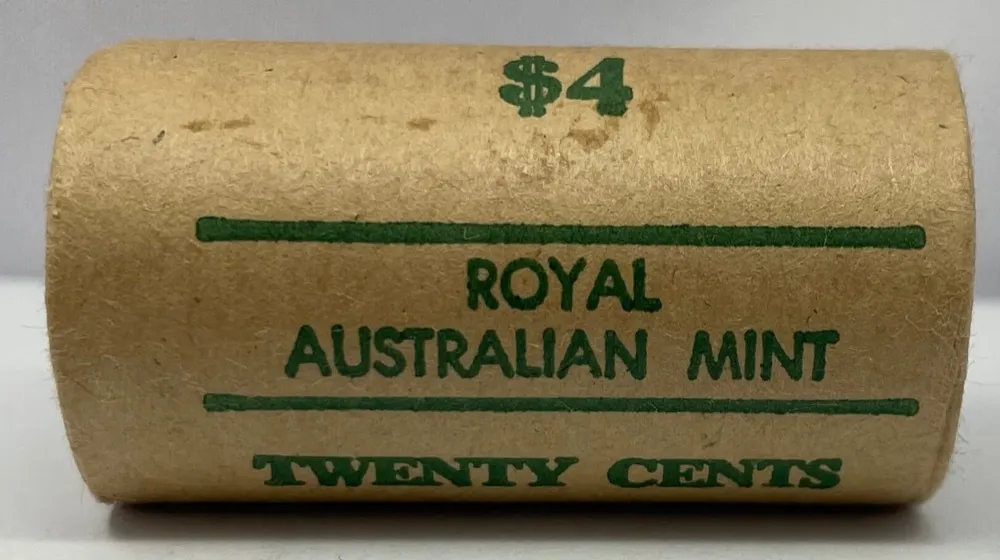 $4
ROYAL
AUSTRALIAN MINT
TWENTY CENTS